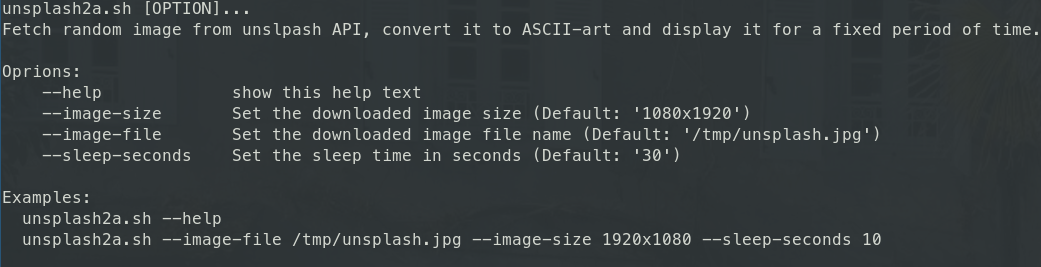 unsplash2a.sh [OPTION]...
Fetch random image from unslpash API, convert it to ASCII-art and display it for a fixed period of time.
Oprions:
--help show this help text
--image-size Set the downloaded image size (Default: '1080x1920')
--image-file Set the downloaded image file name (Default: '/tmp/unsplash.jpg')
--sleep-seconds Set the sleep time in seconds (Default: '30')
Examples:
unsplash2a.sh --help
unsplash2a.sh --image-file /tmp/unsplash.jpg --image-size 1920x1080 --sleep-seconds 10